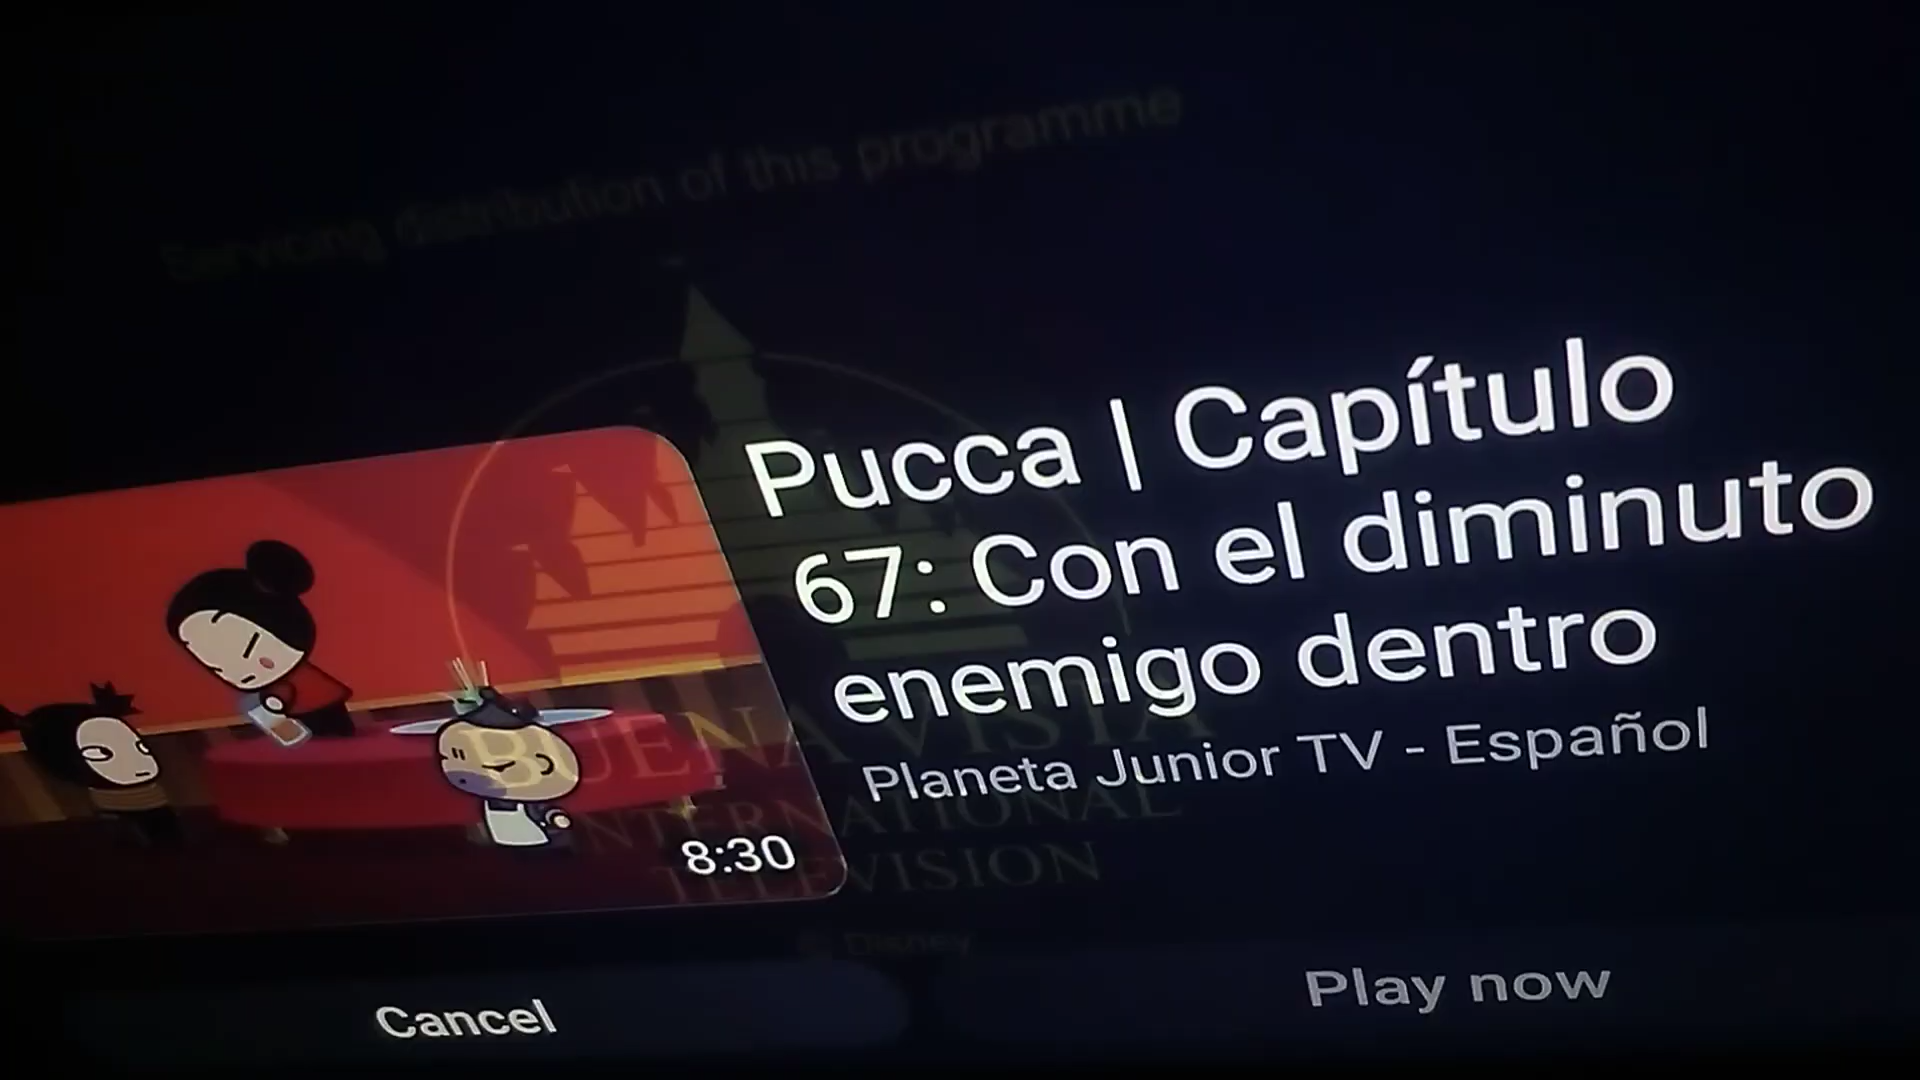 Servicing distribution of this programme
Pucca | Capítulo
67: Con el diminuto
enemigo dentro
Planeta Junior TV - Español
8:30
BUENA VISTA
INTERNATIONAL
TELEVISION
© Disney
Cancel
Play now